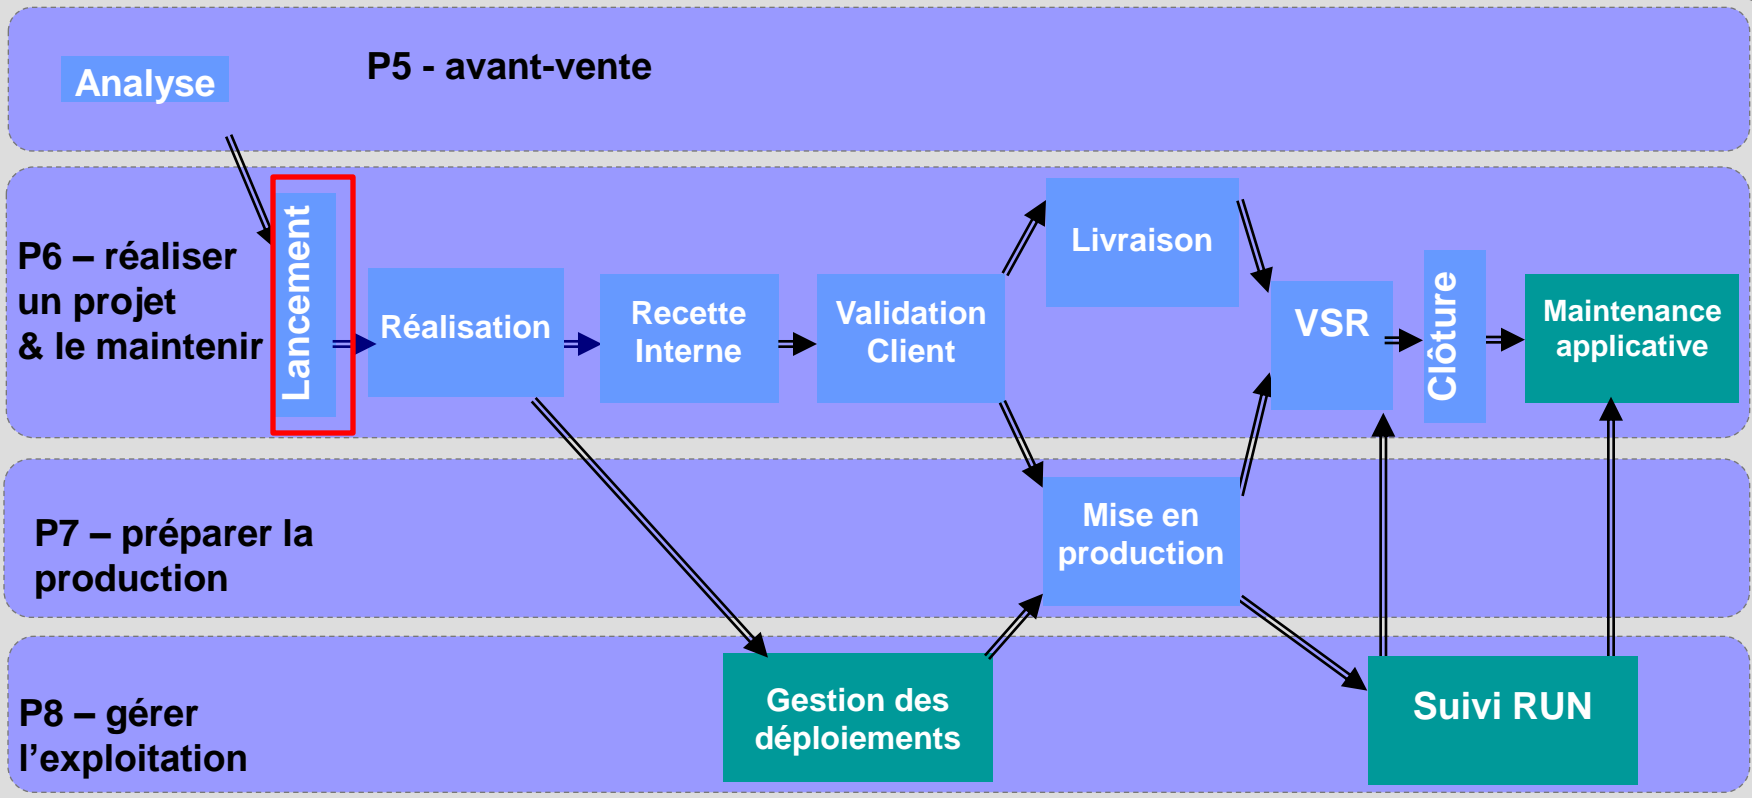 Analyse
P5 - avant-vente
P6 – réaliser
un projet
& le maintenir
Lancement
Réalisation
Recette
Interne
Validation
Client
Livraison
VSR
Clôture
Maintenance
applicative
P7 – préparer la
production
Mise en
production
P8 – gérer
l’exploitation
Gestion des
déploiements
Suivi RUN